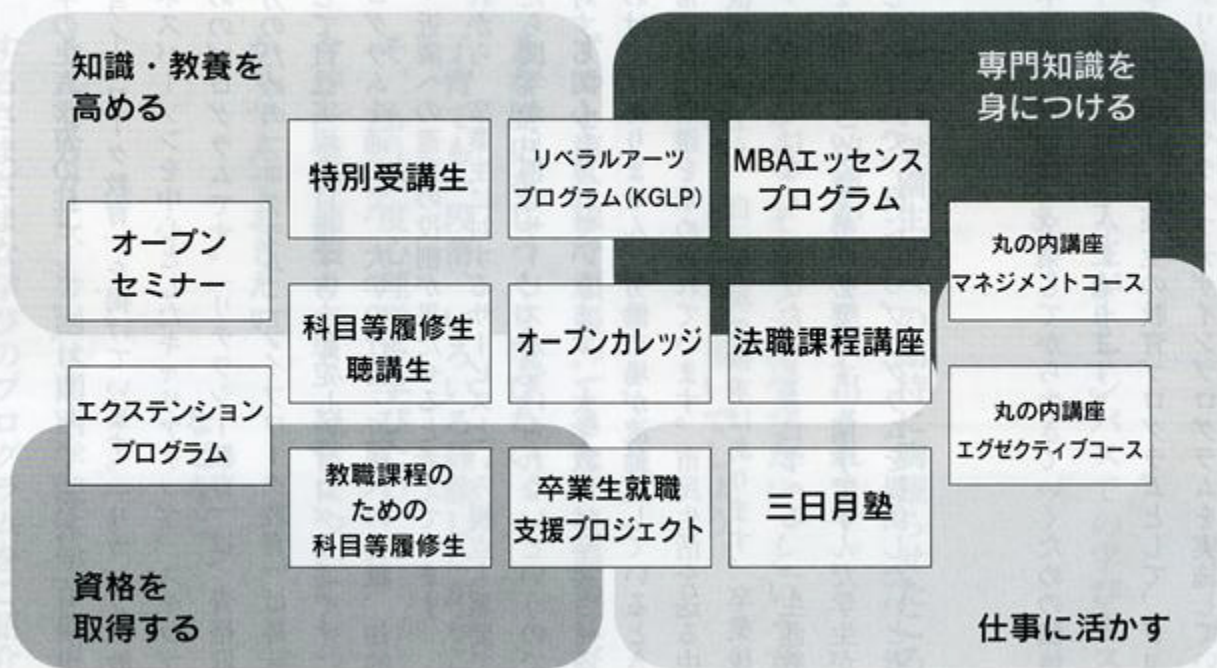 知識・教養を
高める
専門知識を
身につける
特別受講生
リベラルアーツ
プログラム（KGLP）
MBAエッセンス
プログラム
オープン
セミナー
丸の内講座
マネジメントコース
科目等履修生
聴講生
オープンカレッジ
法職課程講座
エクステンション
プログラム
丸の内講座
エグゼクティブコース
教職課程の
ための
科目等履修生
卒業生就職
支援プロジェクト
三日月塾
資格を
取得する
仕事に活かす